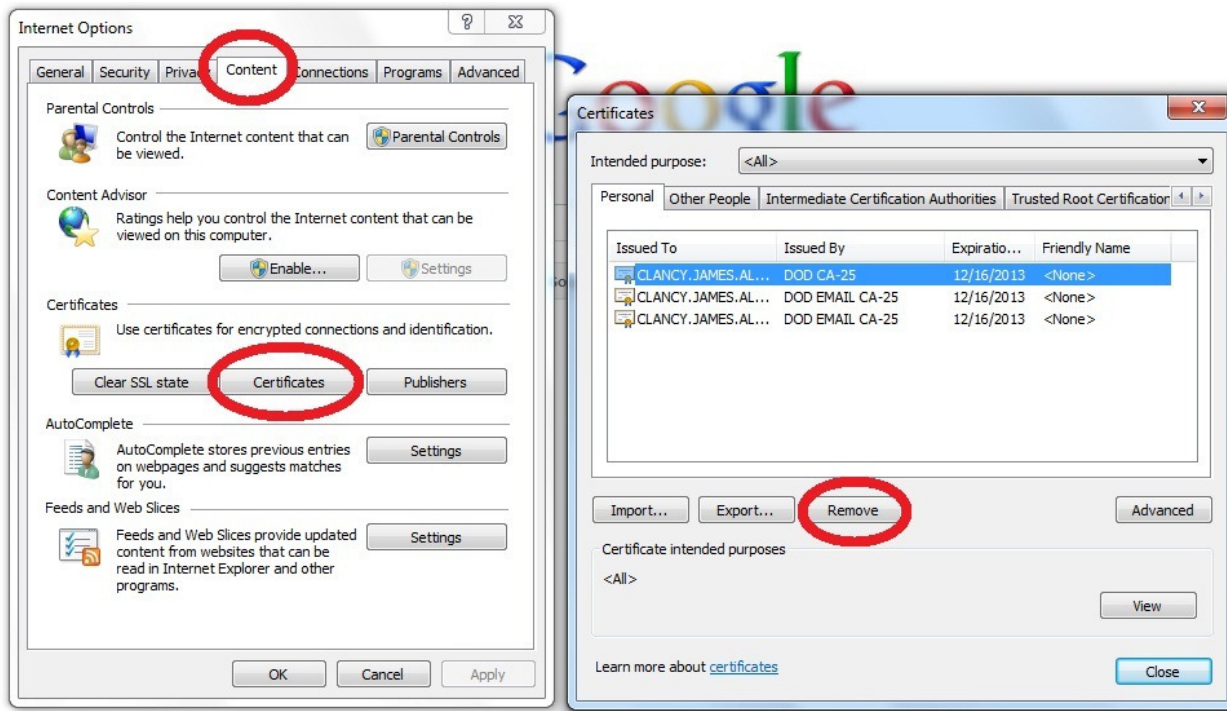 Internet Options
General Security Privac Content Connections Programs Advanced
Parental Controls
Control the Internet content that can
be viewed.
Parental Controls
Content Advisor
Ratings help you control the Internet content that can be
viewed on this computer.
Enable...
Settings
Certificates
Use certificates for encrypted connections and identification.
Clear SSL state
Certificates
Publishers
AutoComplete
AutoComplete stores previous entries
on webpages and suggests matches
for you.
Settings
Feeds and Web Slices
Feeds and Web Slices provide updated
content from websites that can be
read in Internet Explorer and other
programs.
Settings
OK
Cancel
Apply
Google
Certificates
Intended purpose: <All>
Personal Other People Intermediate Certification Authorities Trusted Root Certification
Issued To Issued By Expiratio... Friendly Name
CLANCY.JAMES.AL... DOD CA-25 12/16/2013 <None>
CLANCY.JAMES.AL... DOD EMAIL CA-25 12/16/2013 <None>
CLANCY.JAMES.AL... DOD EMAIL CA-25 12/16/2013 <None>
Import... Export... Remove Advanced
Certificate intended purposes
<All>
View
Learn more about certificates
Close